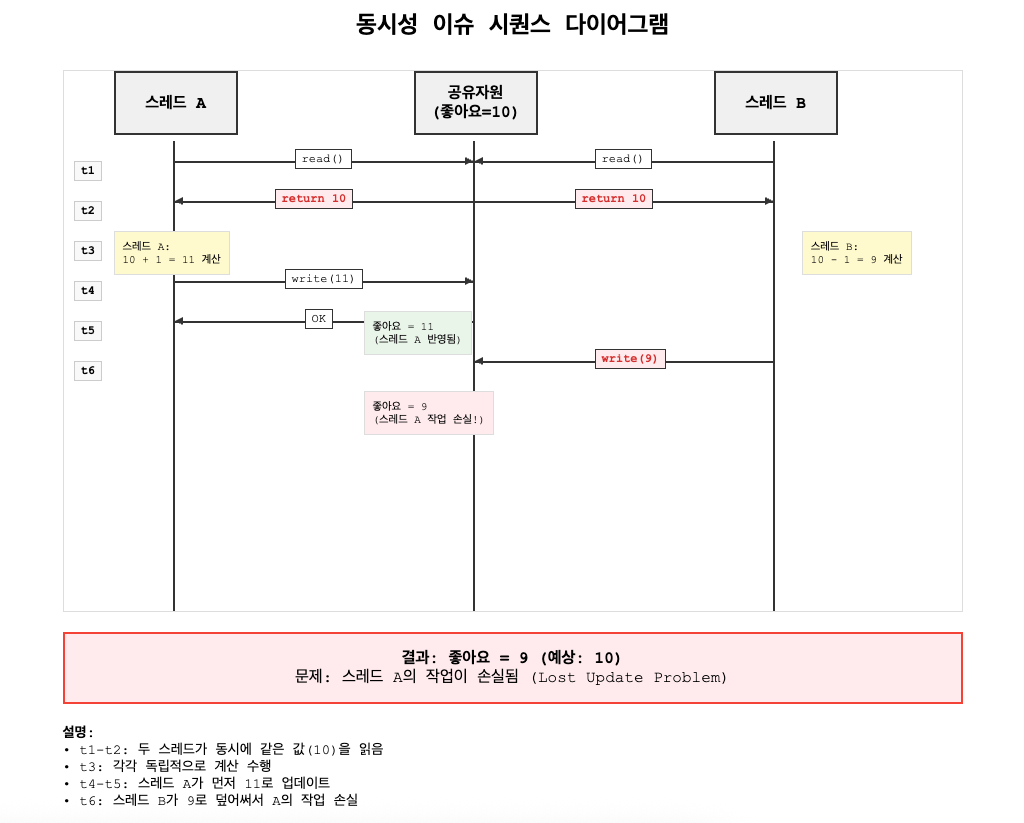 동시성 이슈 시퀀스 다이어그램
스레드 A
공유자원
(좋아요=10)
스레드 B
t1
read()
read()
t2
return 10
return 10
t3
스레드 A:
10 + 1 = 11 계산
스레드 B:
10 - 1 = 9 계산
t4
write(11)
t5
OK
좋아요 = 11
(스레드 A 반영됨)
t6
write(9)
좋아요 = 9
(스레드 A 작업 손실!)
결과: 좋아요 = 9 (예상: 10)
문제: 스레드 A의 작업이 손실됨 (Lost Update Problem)
설명:
• t1-t2: 두 스레드가 동시에 같은 값(10)을 읽음
• t3: 각각 독립적으로 계산 수행
• t4-t5: 스레드 A가 먼저 11로 업데이트
• t6: 스레드 B가 9로 덮어써서 A의 작업 손실